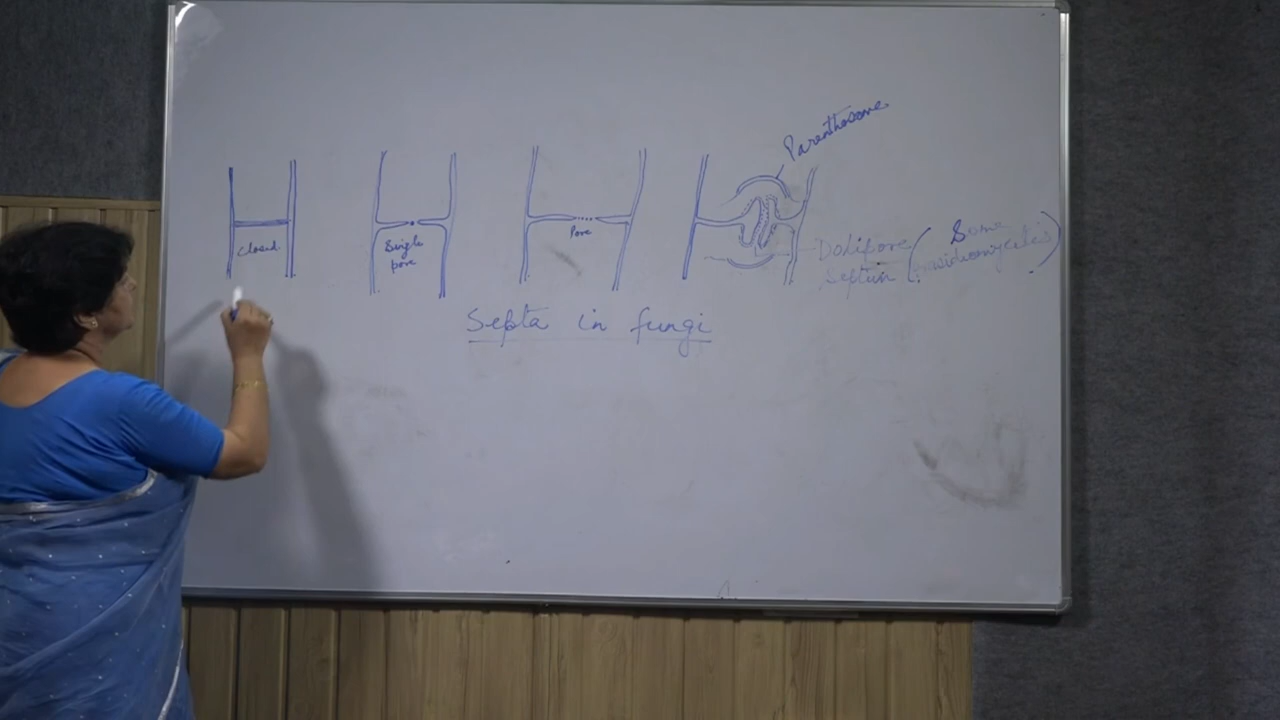 Parenthosome
closed.
Single
pore
Pore
Dolipore
Septum
(Some
Basidiomycetes)
Septa in fungi